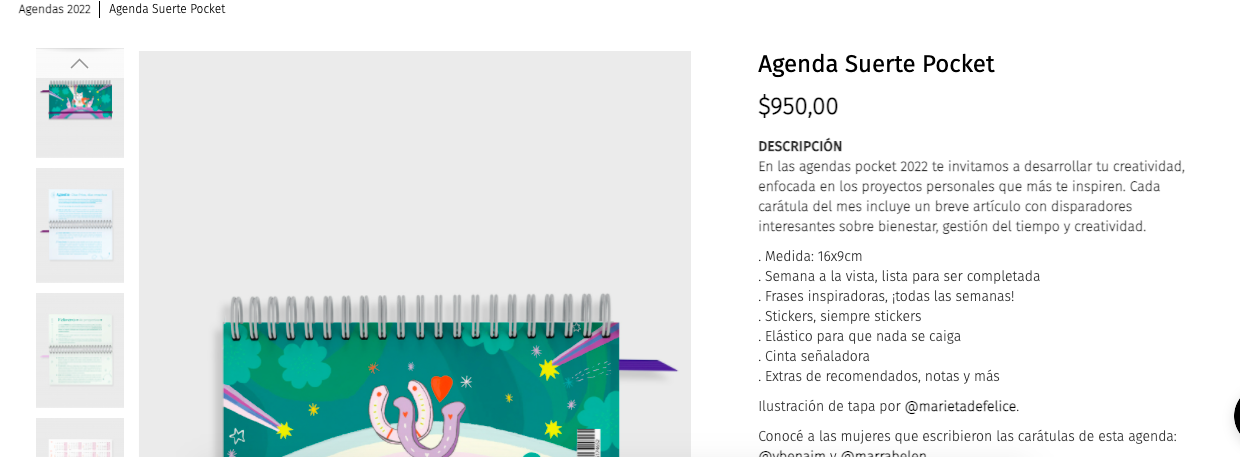 Agendas 2022 | Agenda Suerte Pocket
Agenda Suerte Pocket
$950,00
DESCRIPCIÓN
En las agendas pocket 2022 te invitamos a desarrollar tu creatividad,
enfocada en los proyectos personales que más te inspiren. Cada
carátula del mes incluye un breve artículo con disparadores
interesantes sobre bienestar, gestión del tiempo y creatividad.
. Medida: 16x9cm
. Semana a la vista, lista para ser completada
. Frases inspiradoras, ¡todas las semanas!
. Stickers, siempre stickers
. Elástico para que nada se caiga
. Cinta señaladora
. Extras de recomendados, notas y más
Ilustración de tapa por @marietadefelice.
Conocé a las mujeres que escribieron las carátulas de esta agenda:
@vbenaim y @marrabelen